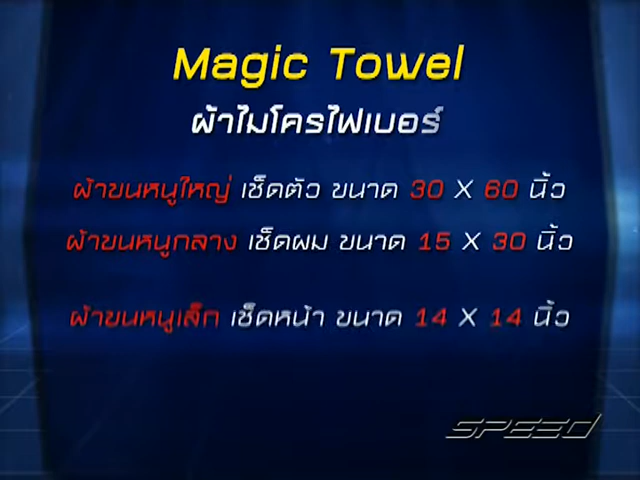 Magic Towel
ผ้าไมโครไฟเบอร์
ผ้าขนหนูใหญ่ เช็ดตัว ขนาด 30 X 60 นิ้ว
ผ้าขนหนูกลาง เช็ดผม ขนาด 15 X 30 นิ้ว
ผ้าขนหนูเล็ก เช็ดหน้า ขนาด 14 X 14 นิ้ว
SPEED